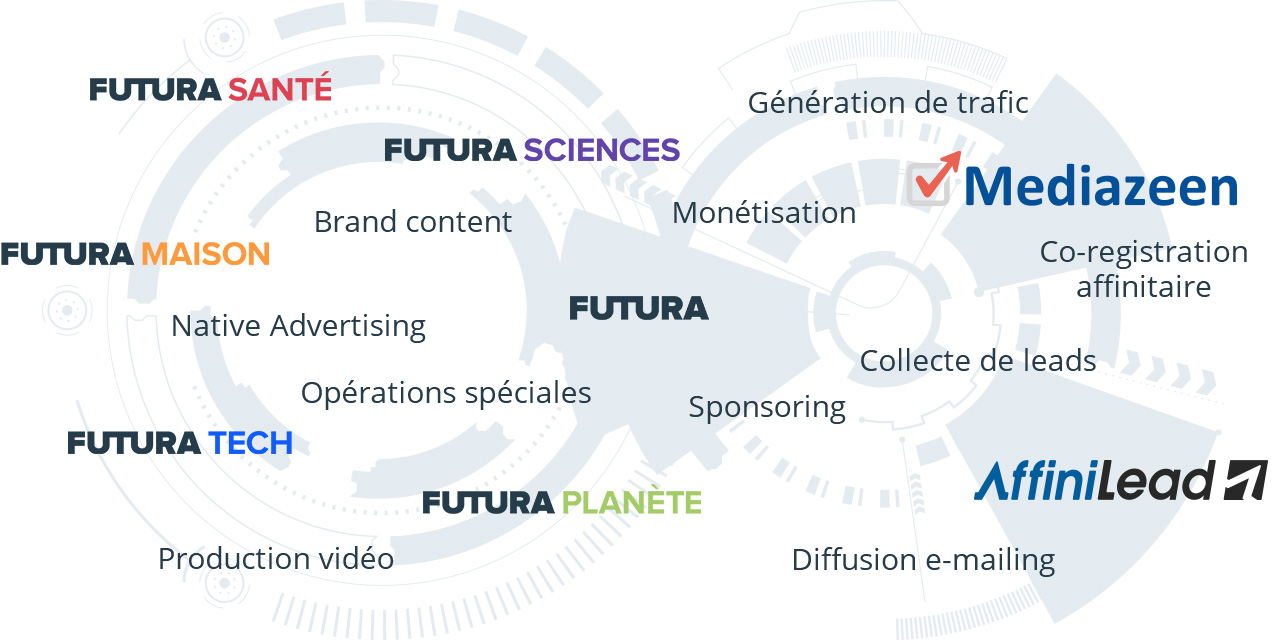 FUTURA SANTÉ
Génération de trafic
FUTURA SCIENCES
Mediazeen
Brand content
Monétisation
FUTURA MAISON
Co-registration
affinitaire
FUTURA
Native Advertising
Collecte de leads
Opérations spéciales
Sponsoring
FUTURA TECH
AffiniLead
FUTURA PLANÈTE
Production vidéo
Diffusion e-mailing